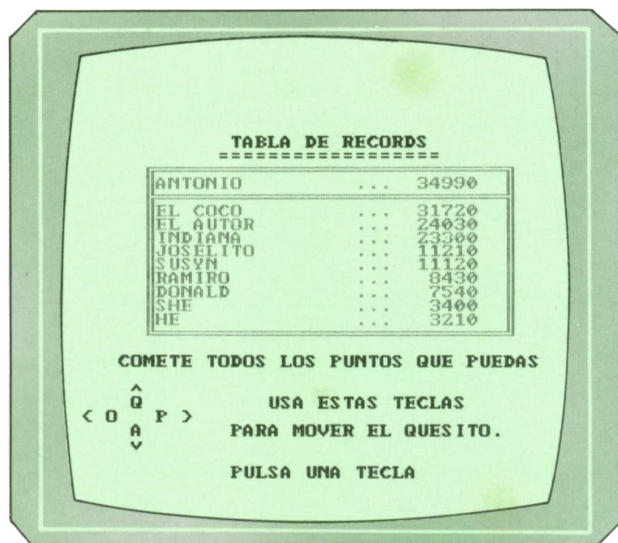 TABLA DE RECORDS
==================
ANTONIO ... 34990
EL COCO ... 31720
EL AUTOR ... 24030
INDIANA ... 23300
JOSELITO ... 11210
SUSYN ... 11120
RAMIRO ... 8430
DONALD ... 7540
SHE ... 3400
HE ... 3210
COMETE TODOS LOS PUNTOS QUE PUEDAS
^
Q USA ESTAS TECLAS
< O P >
A PARA MOVER EL QUESITO.
v
PULSA UNA TECLA